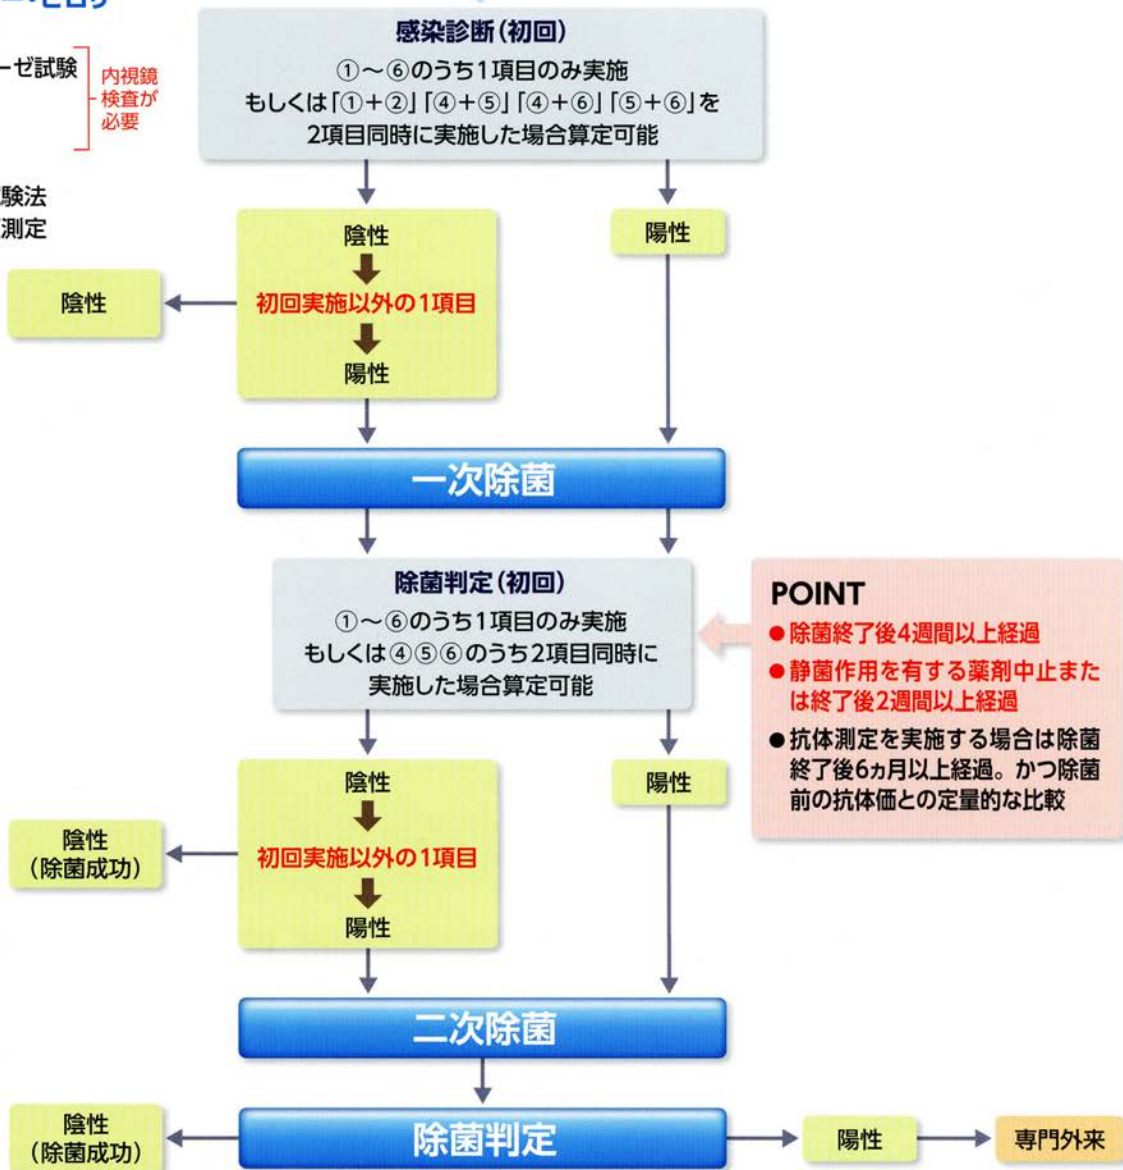 ー・ピロリ
ーゼ試験
内視鏡
検査が
必要
験法
測定
感染診断(初回)
①～⑥のうち1項目のみ実施
もしくは「①+②」「④+⑤」「④+⑥」「⑤+⑥」を
2項目同時に実施した場合算定可能
陰性
初回実施以外の1項目
陽性
陽性
陰性
一次除菌
除菌判定(初回)
①～⑥のうち1項目のみ実施
もしくは④⑤⑥のうち2項目同時に
実施した場合算定可能
POINT
●除菌終了後4週間以上経過
●静菌作用を有する薬剤中止また
は終了後2週間以上経過
●抗体測定を実施する場合は除菌
終了後6ヵ月以上経過。かつ除菌
前の抗体価との定量的な比較
陰性
初回実施以外の1項目
陽性
陽性
陰性
(除菌成功)
二次除菌
陰性
(除菌成功)
除菌判定
陽性
専門外来